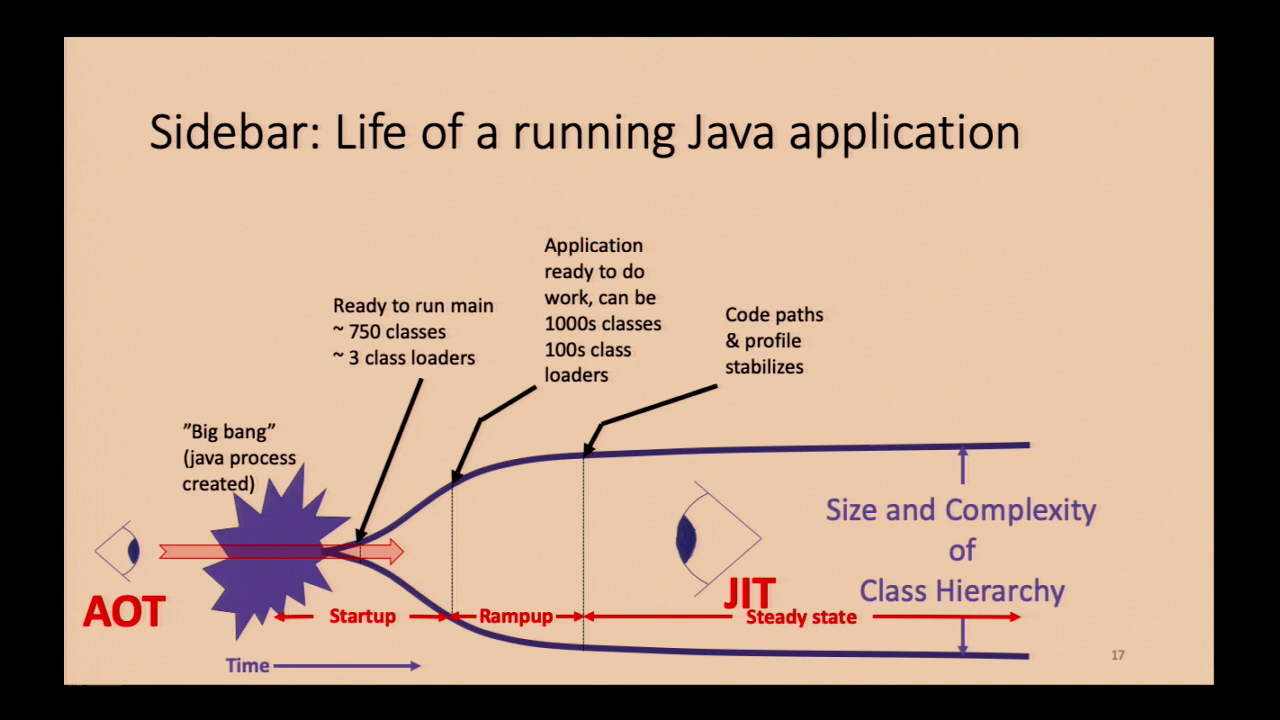 Sidebar: Life of a running Java application
Application
ready to do
work, can be
1000s classes
100s class
loaders
Ready to run main
~ 750 classes
~ 3 class loaders
Code paths
& profile
stabilizes
”Big bang”
(java process
created)
Size and Complexity
of
Class Hierarchy
AOT
JIT
Startup
Rampup
Steady state
Time
17